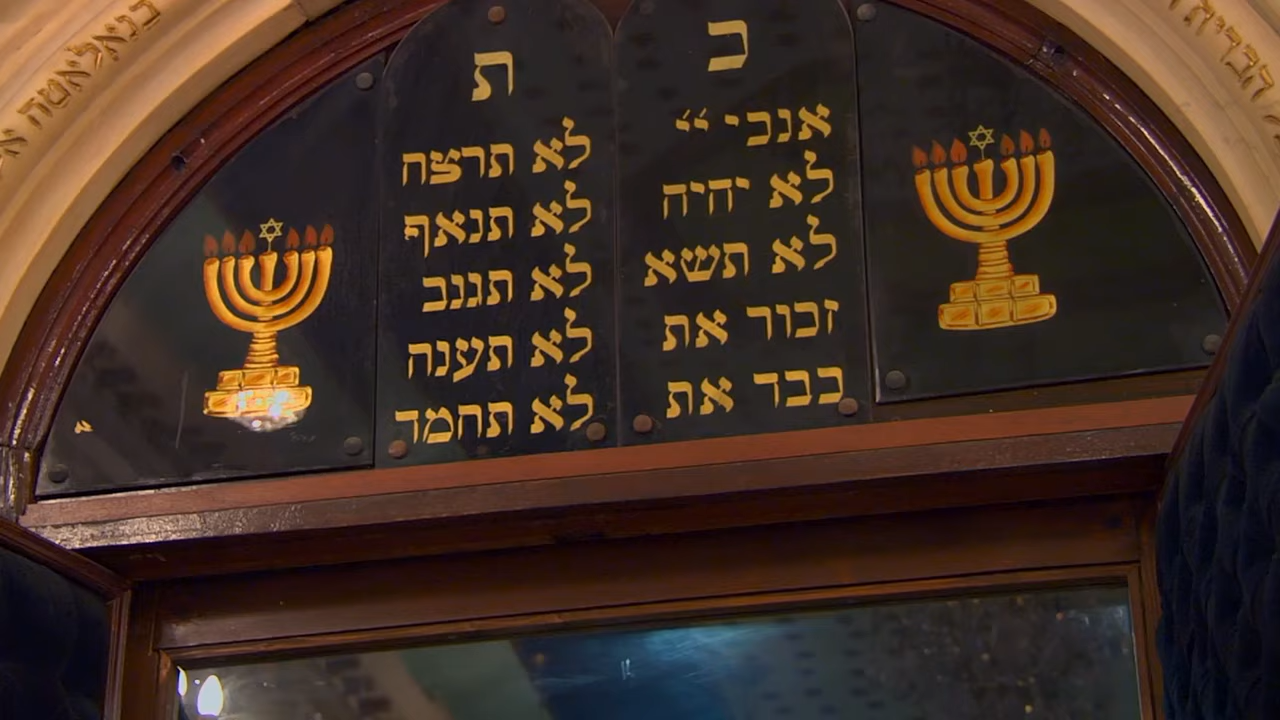 כ
אנכי יי
לא יהיה
לא תשא
זכור את
כבד את
ת
לא תרצח
לא תנאף
לא תגנב
לא תענה
לא תחמד